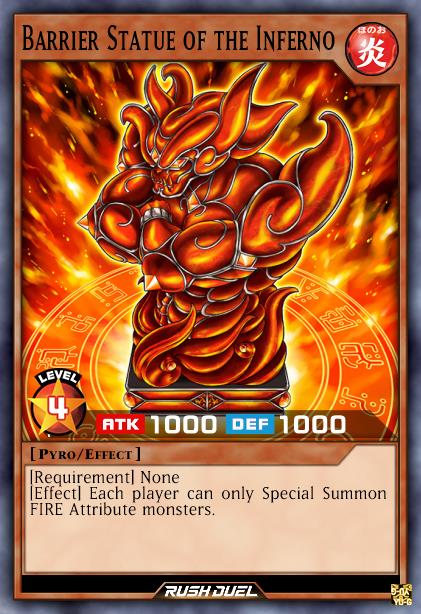 Barrier Statue of the Inferno
ほのお
炎
LEVEL
4
ATK 1000 DEF 1000
[ Pyro/Effect ]
[Requirement] None
[Effect] Each player can only Special Summon
FIRE Attribute monsters.
RUSH DUEL